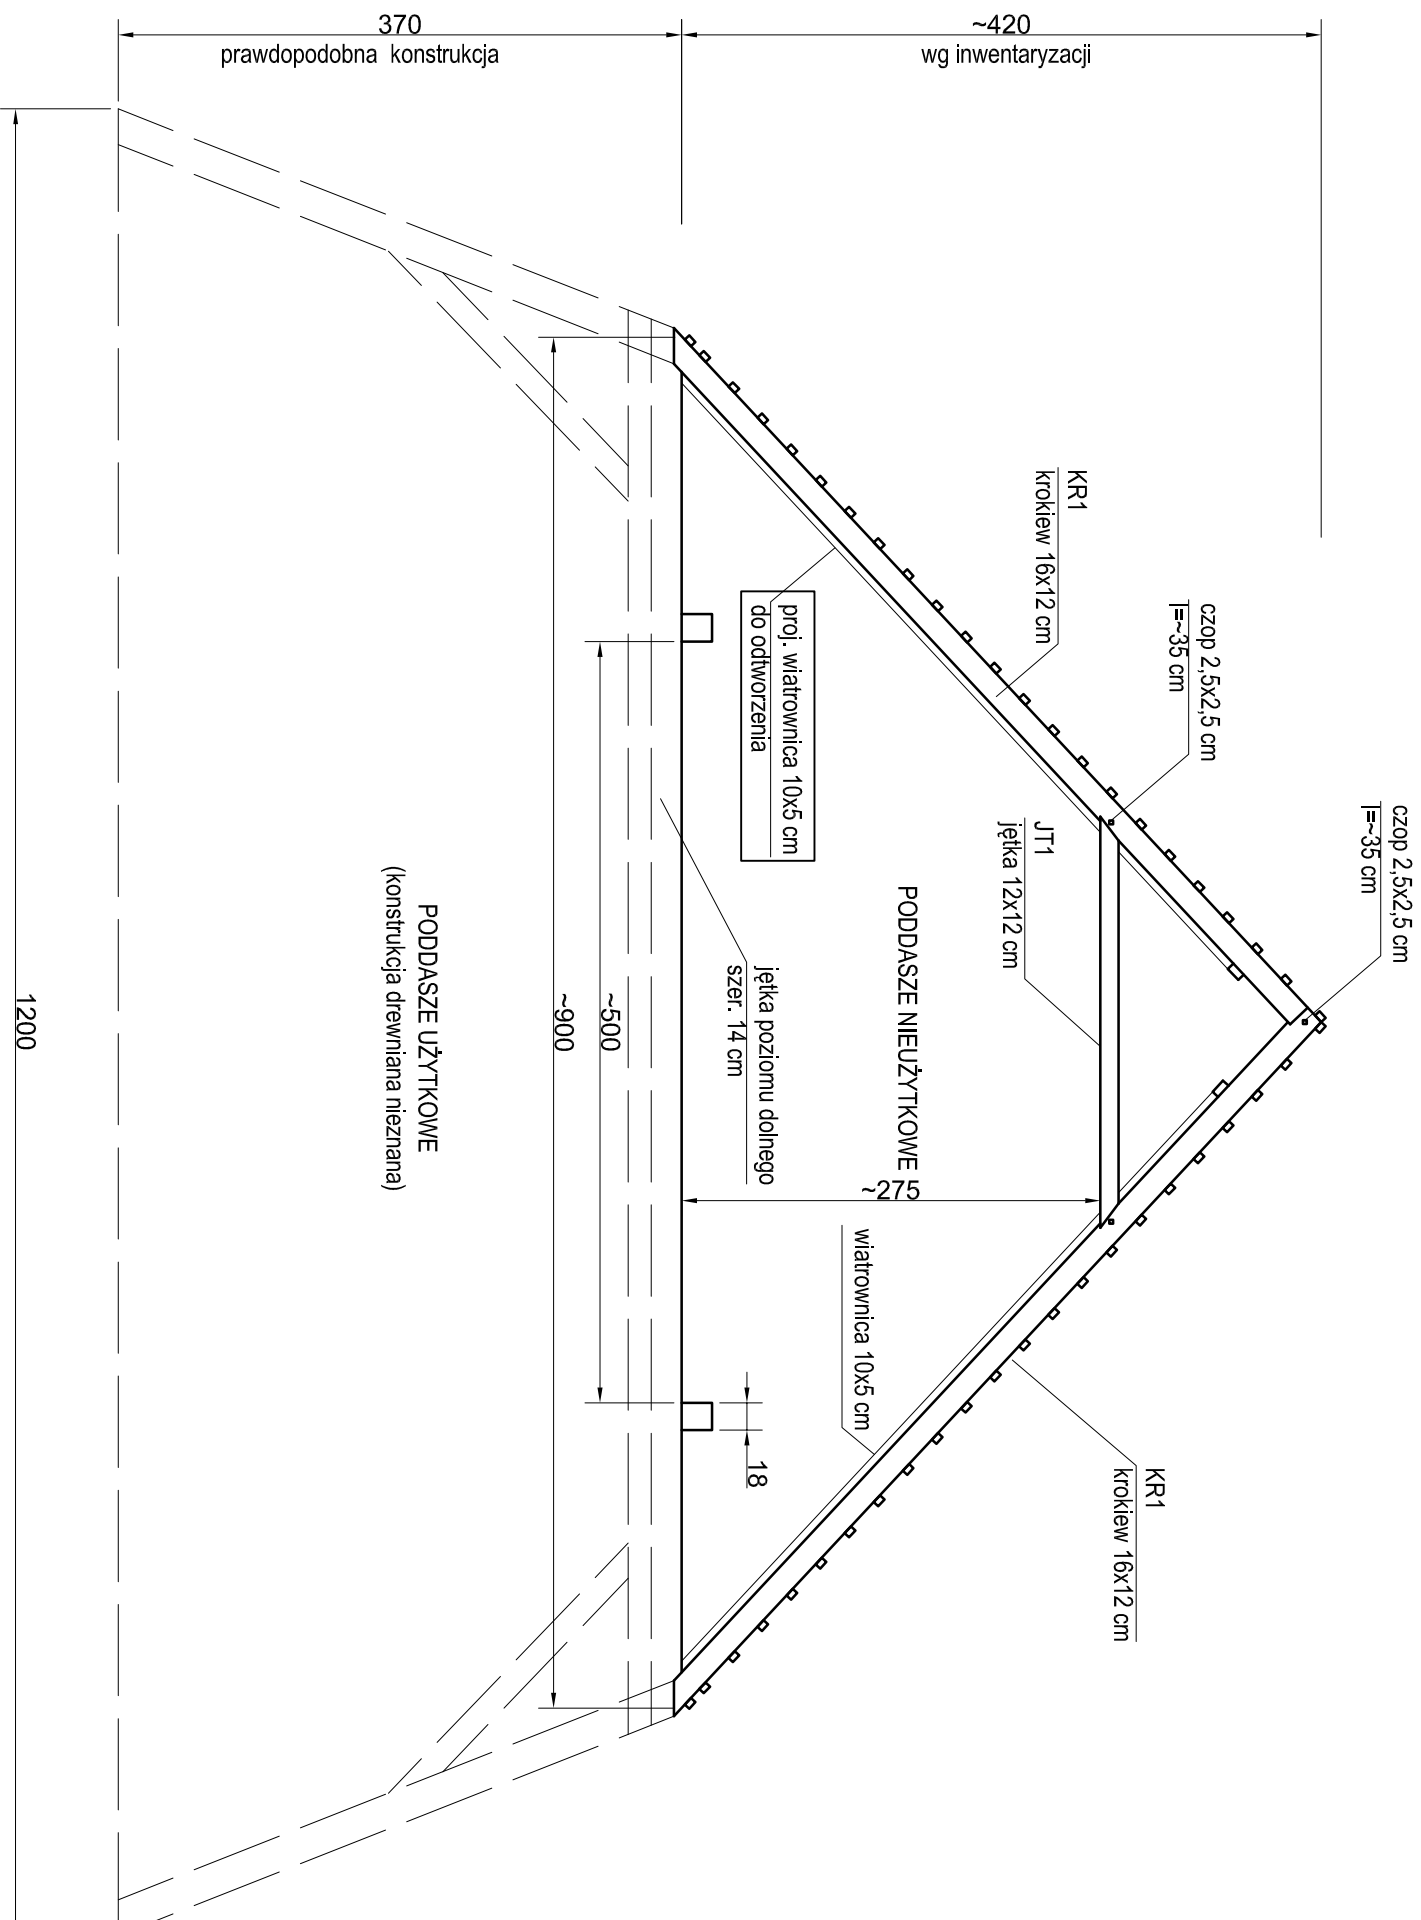 370
prawdopodobna konstrukcja
~420
wg inwentaryzacji
czop 2,5x2,5 cm
l=~35 cm
czop 2,5x2,5 cm
l=~35 cm
KR1
krokiew 16x12 cm
KR1
krokiew 16x12 cm
JT1
jętka 12x12 cm
PODDASZE NIEUŻYTKOWE
~275
wiatrownica 10x5 cm
proj. wiatrownica 10x5 cm
do odtworzenia
jętka poziomu dolnego
szer. 14 cm
18
~500
~900
PODDASZE UŻYTKOWE
(konstrukcja drewniana nieznana)
1200